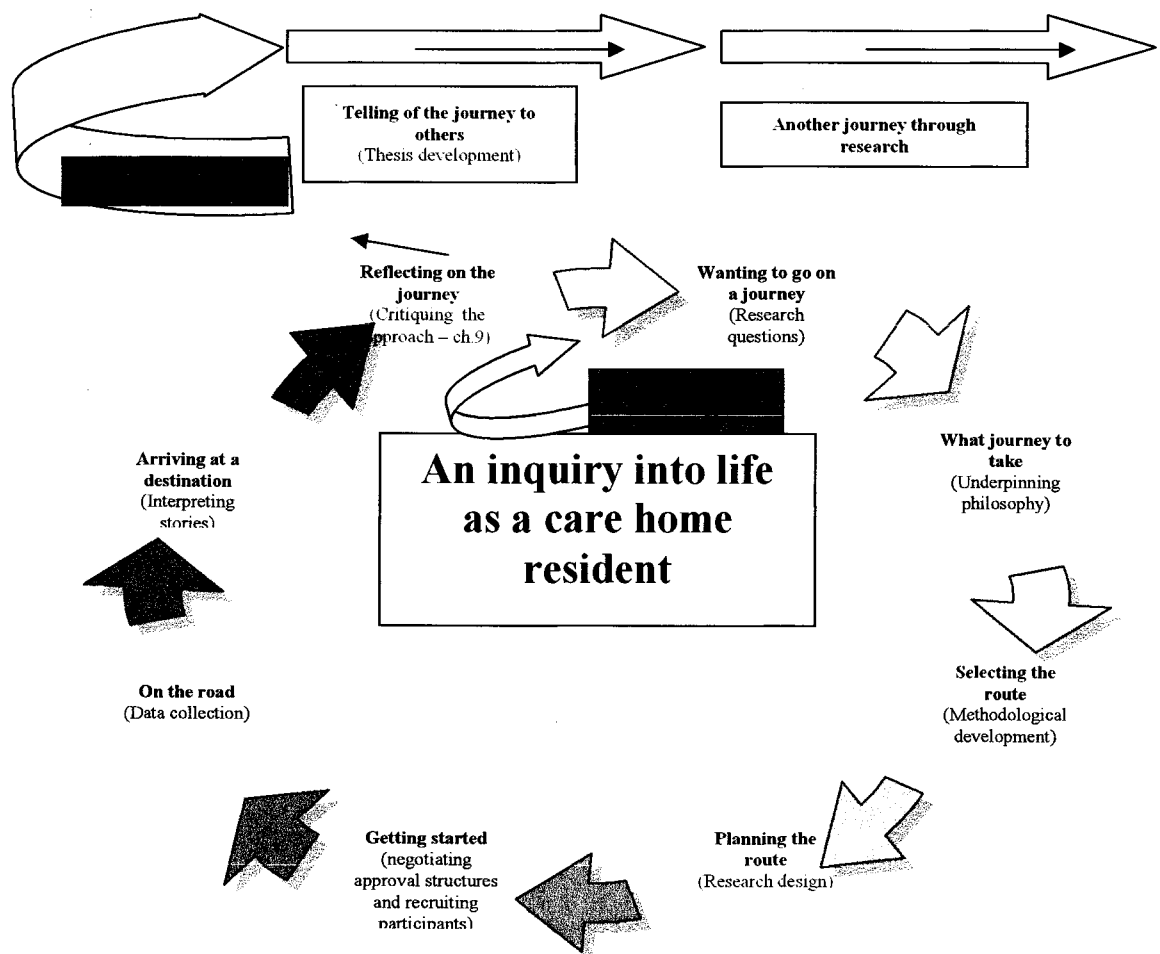 Telling of the journey to
others
(Thesis development)
Another journey through
research
Reflecting on the
journey
(Critiquing the
approach – ch.9)
Wanting to go on
a journey
(Research
questions)
What journey to
take
(Underpinning
philosophy)
Selecting the
route
(Methodological
development)
Planning the
route
(Research design)
Getting started
(negotiating
approval structures
and recruiting
participants)
On the road
(Data collection)
Arriving at a
destination
(Interpreting
stories)
An inquiry into life
as a care home
resident